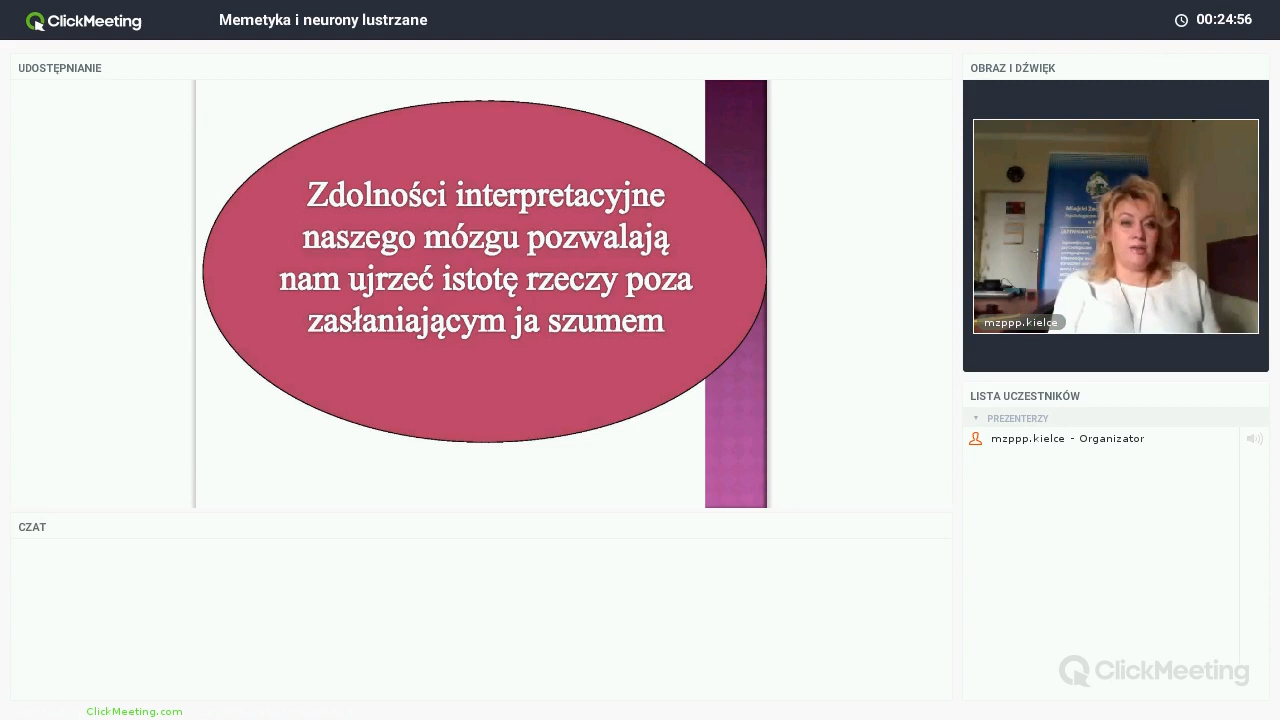 ClickMeeting
Memetyka i neurony lustrzane
00:24:56
UDOSTĘPNIANIE
Zdolności interpretacyjne
naszego mózgu pozwalają
nam ujrzeć istotę rzeczy poza
zasłaniającym ja szumem
CZAT
OBRAZ I DŹWIĘK
Miejski
mzppp.kielce
LISTA UCZESTNIKÓW
PREZENTERZY
mzppp.kielce - Organizator
ClickMeeting
ClickMeeting.com